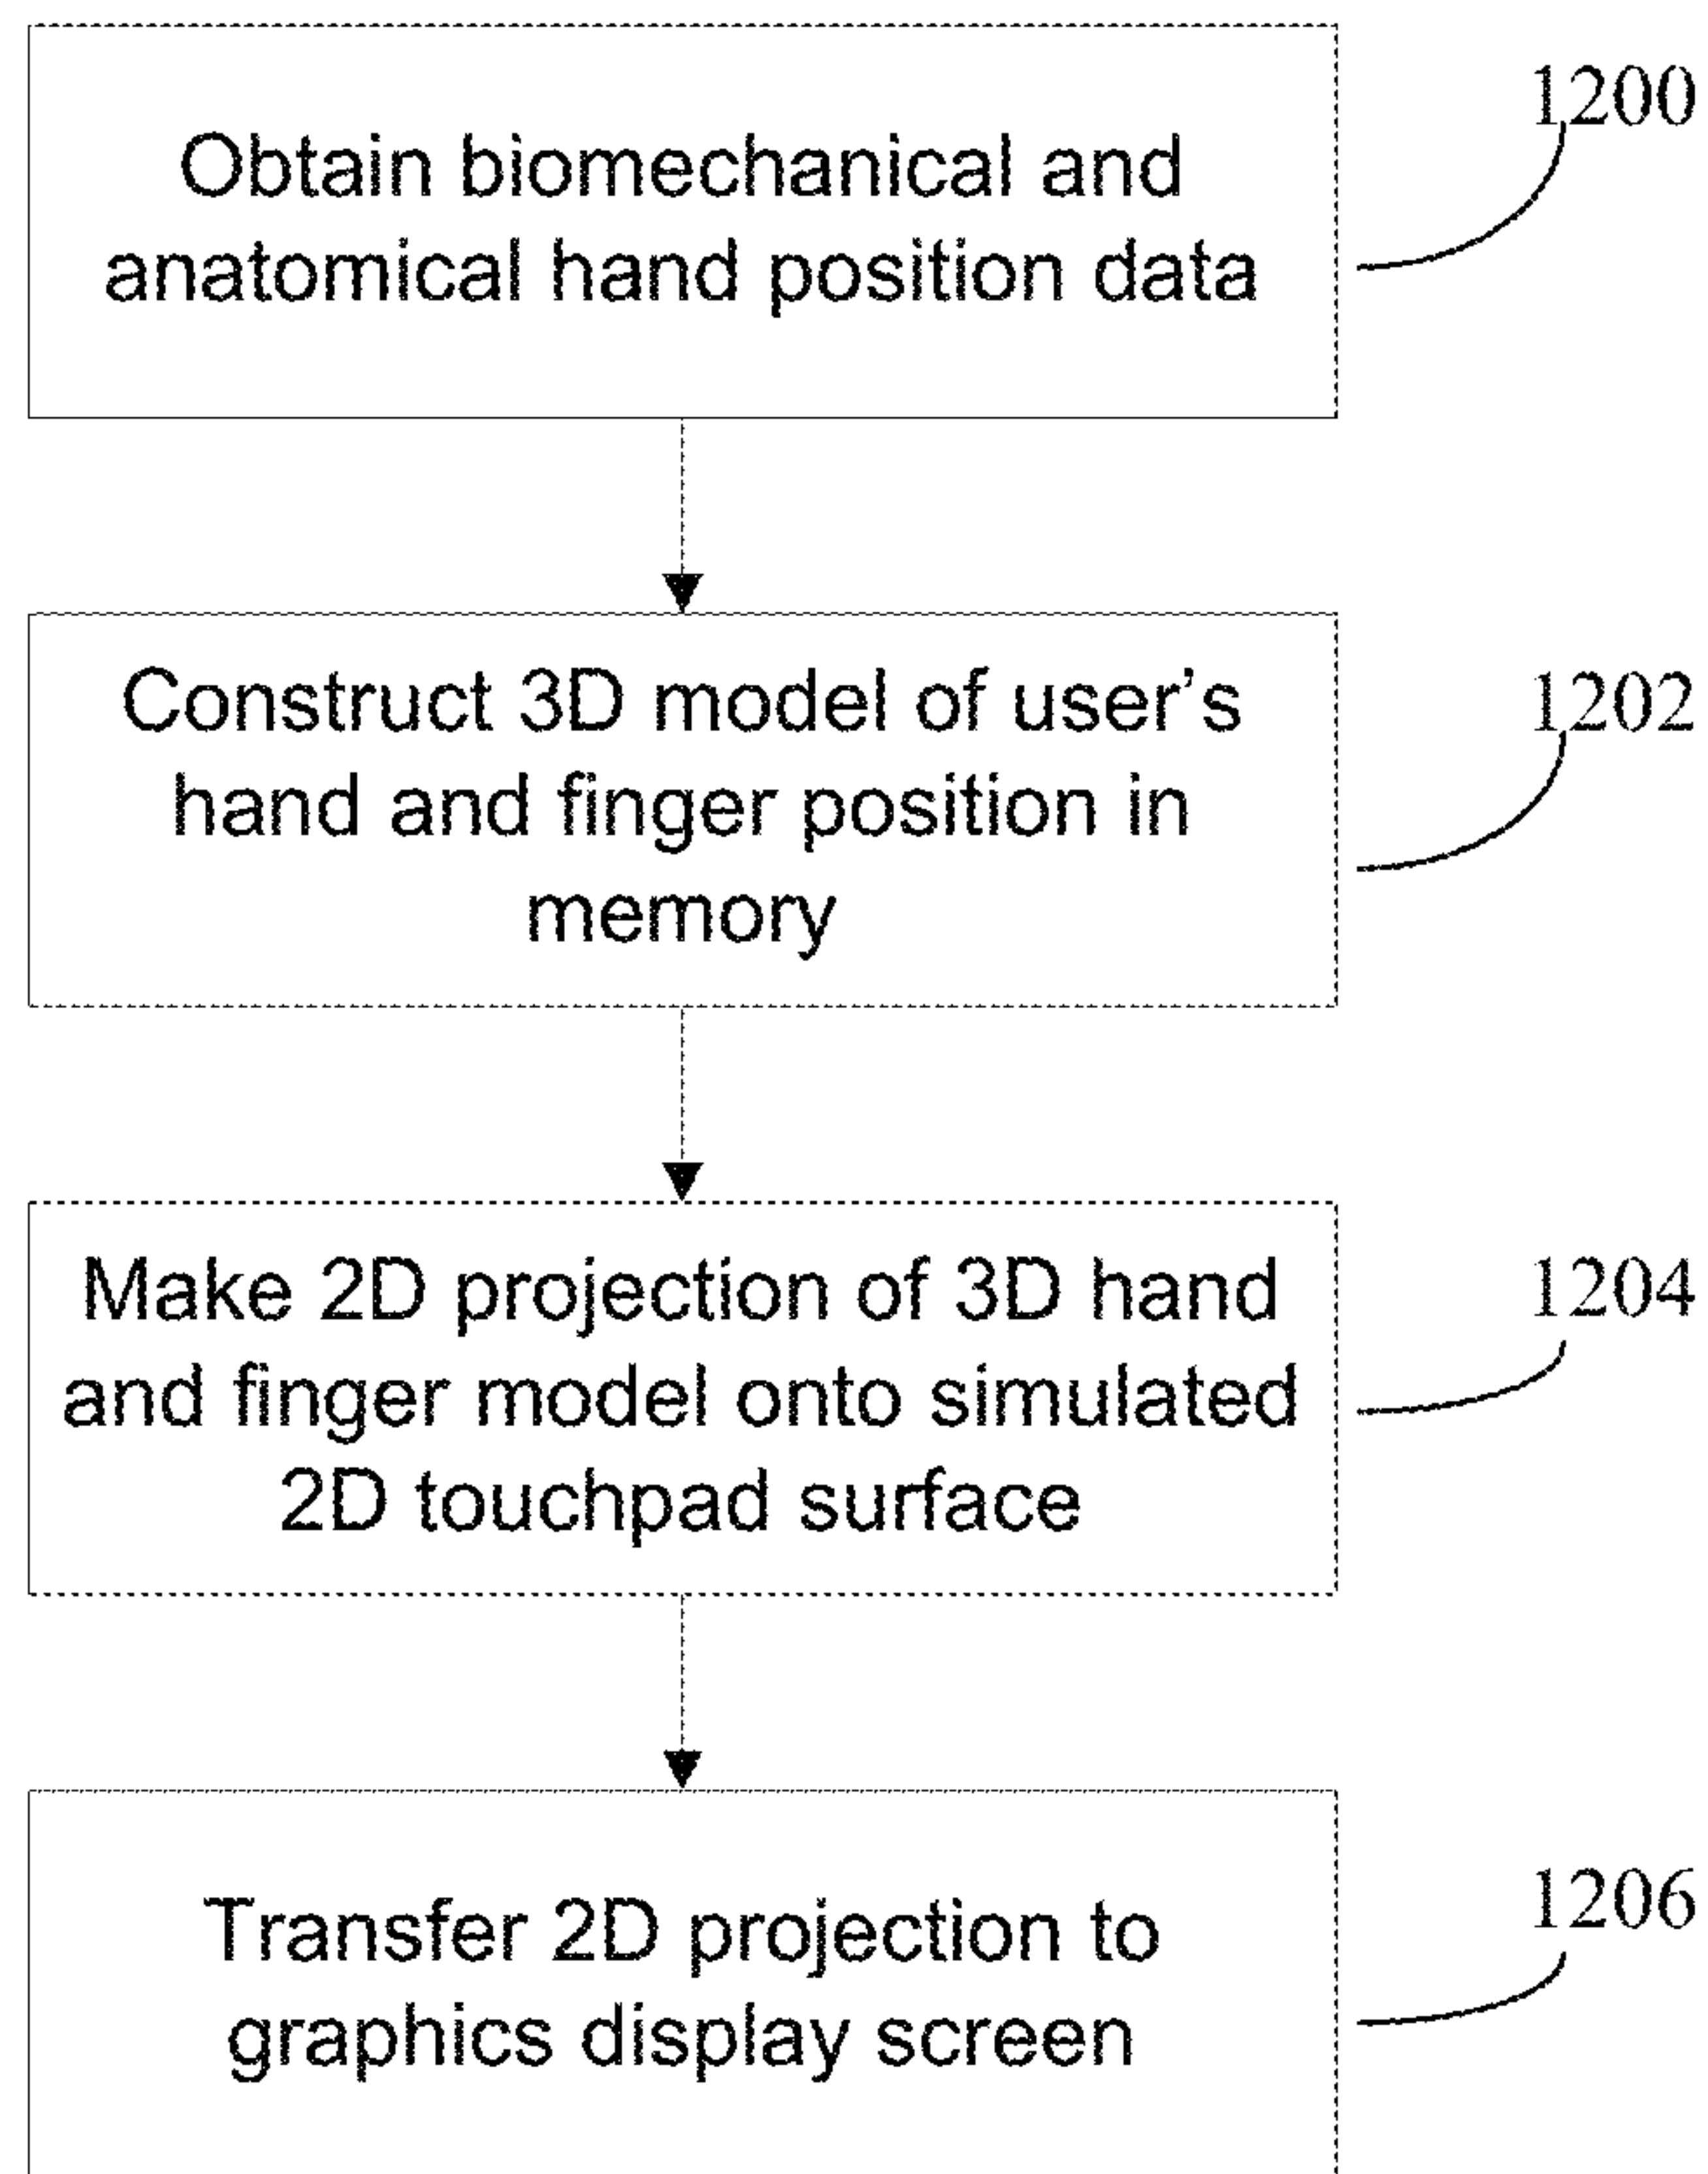 Obtain biomechanical and
anatomical hand position data
1200
Construct 3D model of user's
hand and finger position in
memory
1202
Make 2D projection of 3D hand
and finger model onto simulated
2D touchpad surface
1204
Transfer 2D projection to
graphics display screen
1206